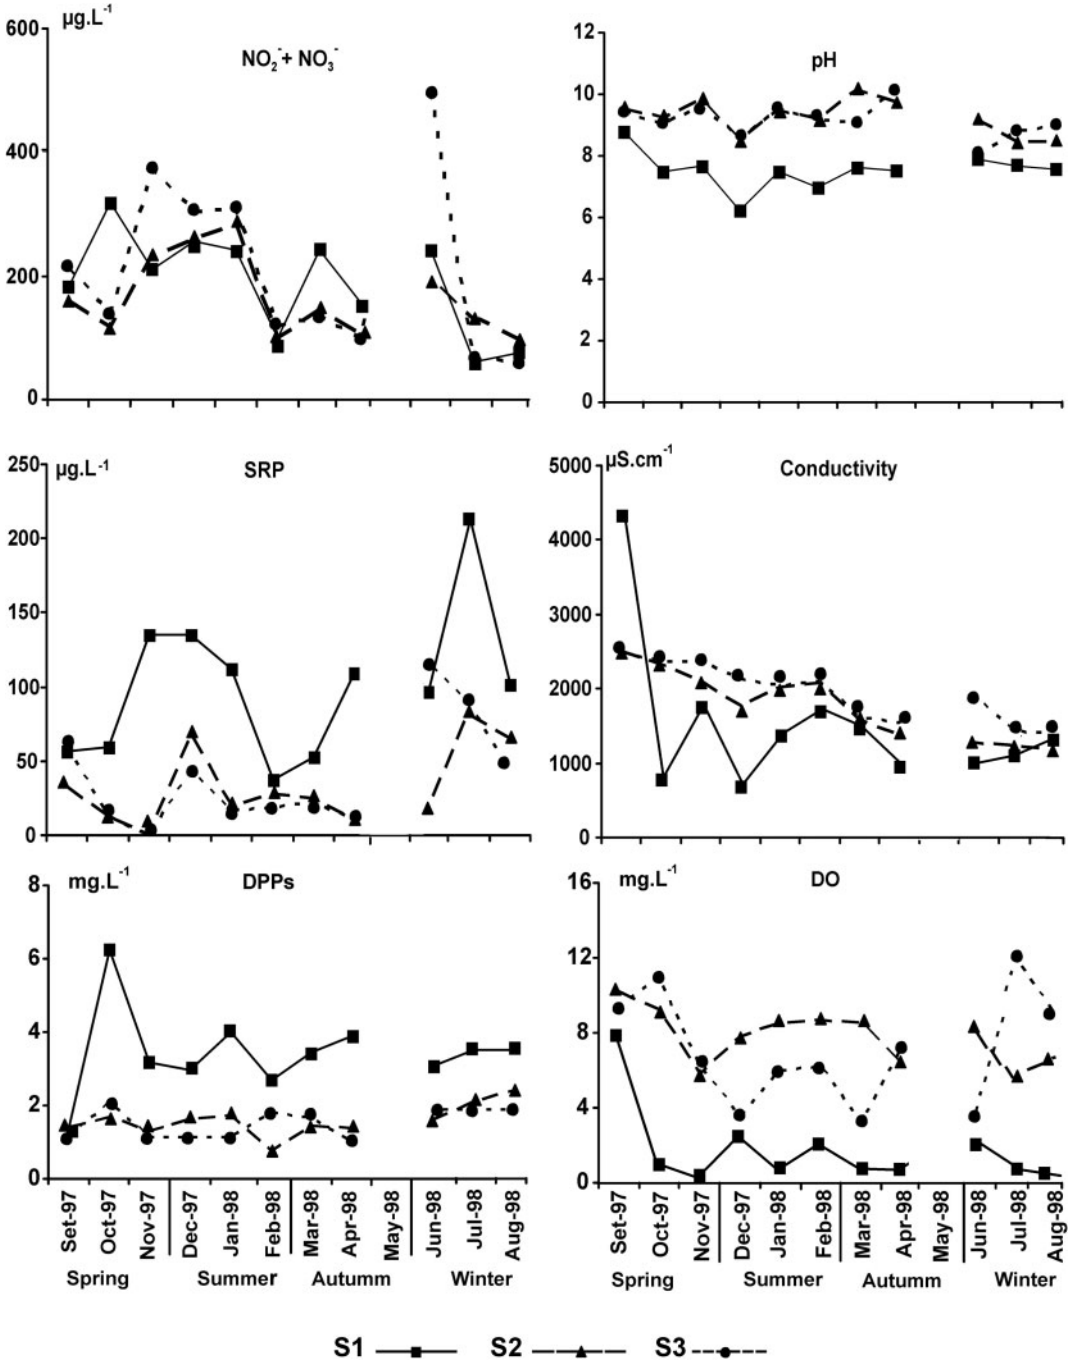 µg.L-1
NO2- + NO3-
600
400
200
0
pH
12
10
8
6
4
2
0
µg.L-1
SRP
250
200
150
100
50
0
µS.cm-1
Conductivity
5000
4000
3000
2000
1000
0
mg.L-1
DPPs
8
6
4
2
0
Set-97 Oct-97 Nov-97 Dec-97 Jan-98 Feb-98 Mar-98 Apr-98 May-98 Jun-98 Jul-98 Aug-98
Spring Summer Autumm Winter
mg.L-1
DO
16
12
8
4
0
Set-97 Oct-97 Nov-97 Dec-97 Jan-98 Feb-98 Mar-98 Apr-98 May-98 Jun-98 Jul-98 Aug-98
Spring Summer Autumm Winter
S1 S2 S3